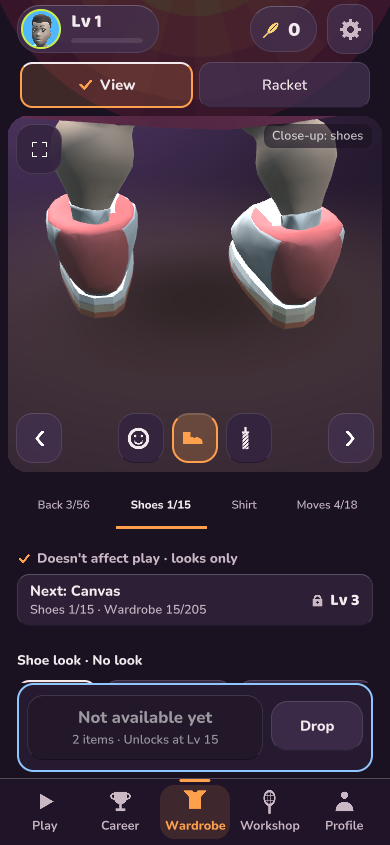 Lv 1
0
View
Racket
Close-up: shoes
Back 3/56
Shoes 1/15
Shirt
Moves 4/18
Doesn't affect play · looks only
Next: Canvas
Shoes 1/15 · Wardrobe 15/205
Lv 3
Shoe look · No look
Not available yet
2 items · Unlocks at Lv 15
Drop
Play
Career
Wardrobe
Workshop
Profile